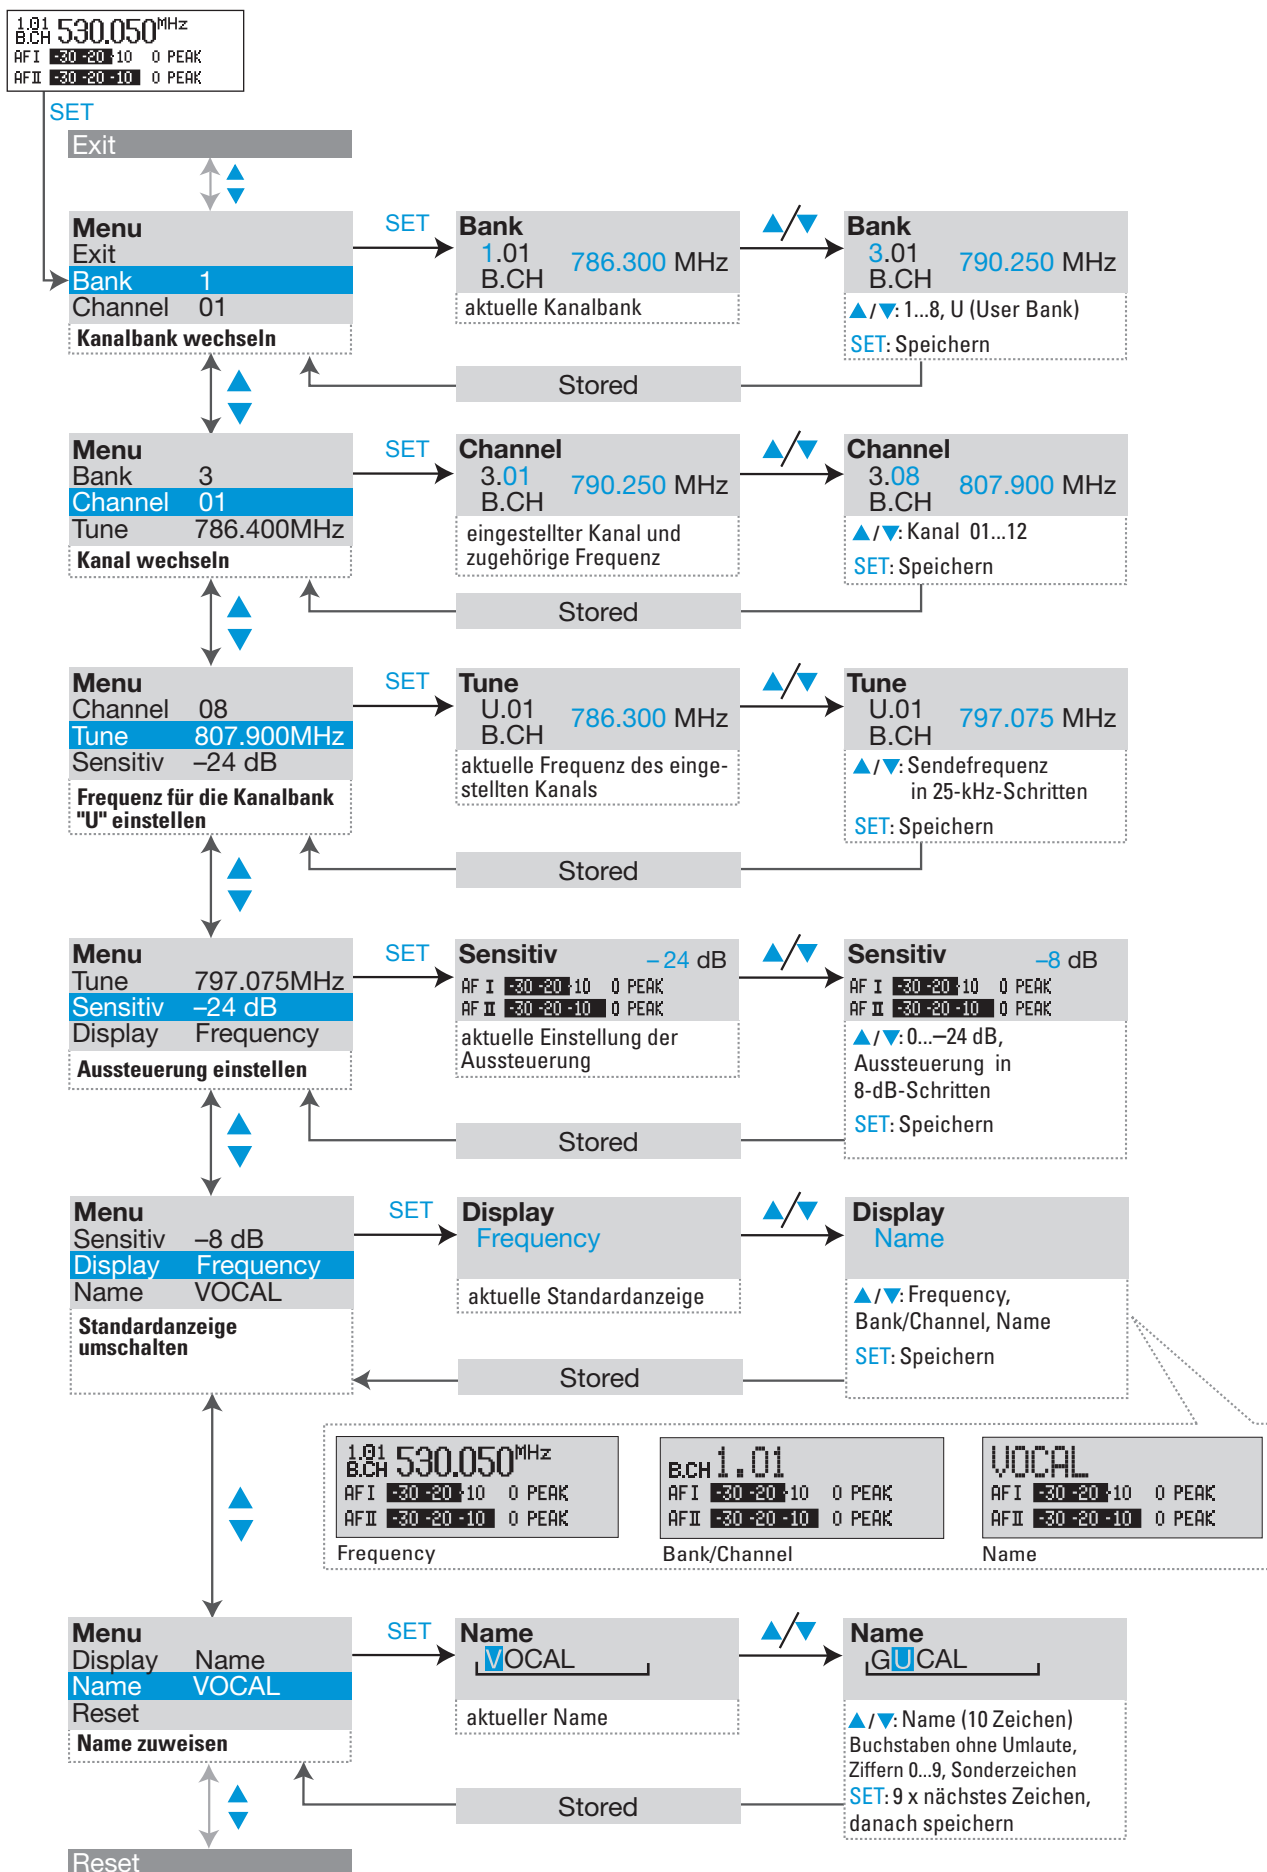 1.01
B.CH 530.050 MHz
AF I -30 -20 -10 0 PEAK
AF II -30 -20 -10 0 PEAK
SET
Exit
Menu
Exit
Bank 1
Channel 01
Kanalbank wechseln
SET
Bank
1.01 786.300 MHz
B.CH
aktuelle Kanalbank
/
Bank
3.01 790.250 MHz
B.CH
/ : 1...8, U (User Bank)
SET: Speichern
Stored
Menu
Bank 3
Channel 01
Tune 786.400MHz
Kanal wechseln
SET
Channel
3.01 790.250 MHz
B.CH
eingestellter Kanal und
zugehörige Frequenz
/
Channel
3.08 807.900 MHz
B.CH
/ : Kanal 01...12
SET: Speichern
Stored
Menu
Channel 08
Tune 807.900MHz
Sensitiv –24 dB
Frequenz für die Kanalbank
"U" einstellen
SET
Tune
U.01 786.300 MHz
B.CH
aktuelle Frequenz des einge-
stellten Kanals
/
Tune
U.01 797.075 MHz
B.CH
/ : Sendefrequenz
in 25-kHz-Schritten
SET: Speichern
Stored
Menu
Tune 797.075MHz
Sensitiv –24 dB
Display Frequency
Aussteuerung einstellen
SET
Sensitiv –24 dB
AF I -30 -20 -10 0 PEAK
AF II -30 -20 -10 0 PEAK
aktuelle Einstellung der
Aussteuerung
/
Sensitiv –8 dB
AF I -30 -20 -10 0 PEAK
AF II -30 -20 -10 0 PEAK
/ : 0...–24 dB,
Aussteuerung in
8-dB-Schritten
SET: Speichern
Stored
Menu
Sensitiv –8 dB
Display Frequency
Name VOCAL
Standardanzeige
umschalten
SET
Display
Frequency
aktuelle Standardanzeige
/
Display
Name
/ : Frequency,
Bank/Channel, Name
SET: Speichern
Stored
1.01
B.CH 530.050 MHz
AF I -30 -20 -10 0 PEAK
AF II -30 -20 -10 0 PEAK
Frequency
B.CH 1.01
AF I -30 -20 -10 0 PEAK
AF II -30 -20 -10 0 PEAK
Bank/Channel
VOCAL
AF I -30 -20 -10 0 PEAK
AF II -30 -20 -10 0 PEAK
Name
Menu
Display Name
Name VOCAL
Reset
Name zuweisen
SET
Name
VOCAL
aktueller Name
/
Name
GUCAL
/ : Name (10 Zeichen)
Buchstaben ohne Umlaute,
Ziffern 0...9, Sonderzeichen
SET: 9 x nächstes Zeichen,
danach speichern
Stored
Reset